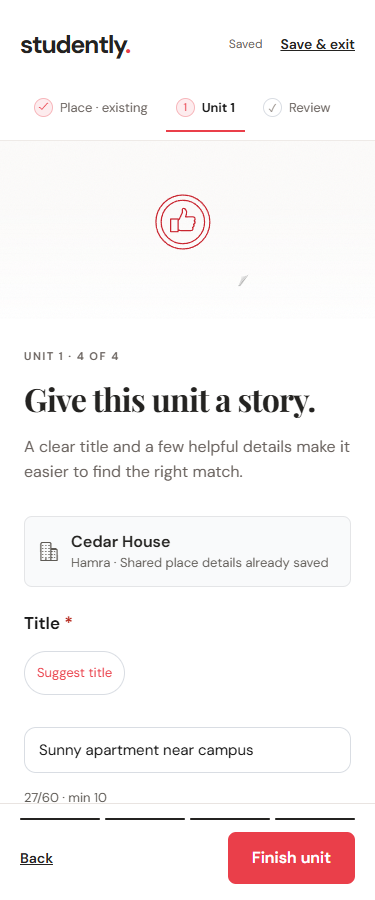 studently.
Saved Save & exit
Place · existing 1 Unit 1 Review
UNIT 1 · 4 OF 4
Give this unit a story.
A clear title and a few helpful details make it
easier to find the right match.
Cedar House
Hamra · Shared place details already saved
Title *
Suggest title
Sunny apartment near campus
27/60 · min 10
Back Finish unit